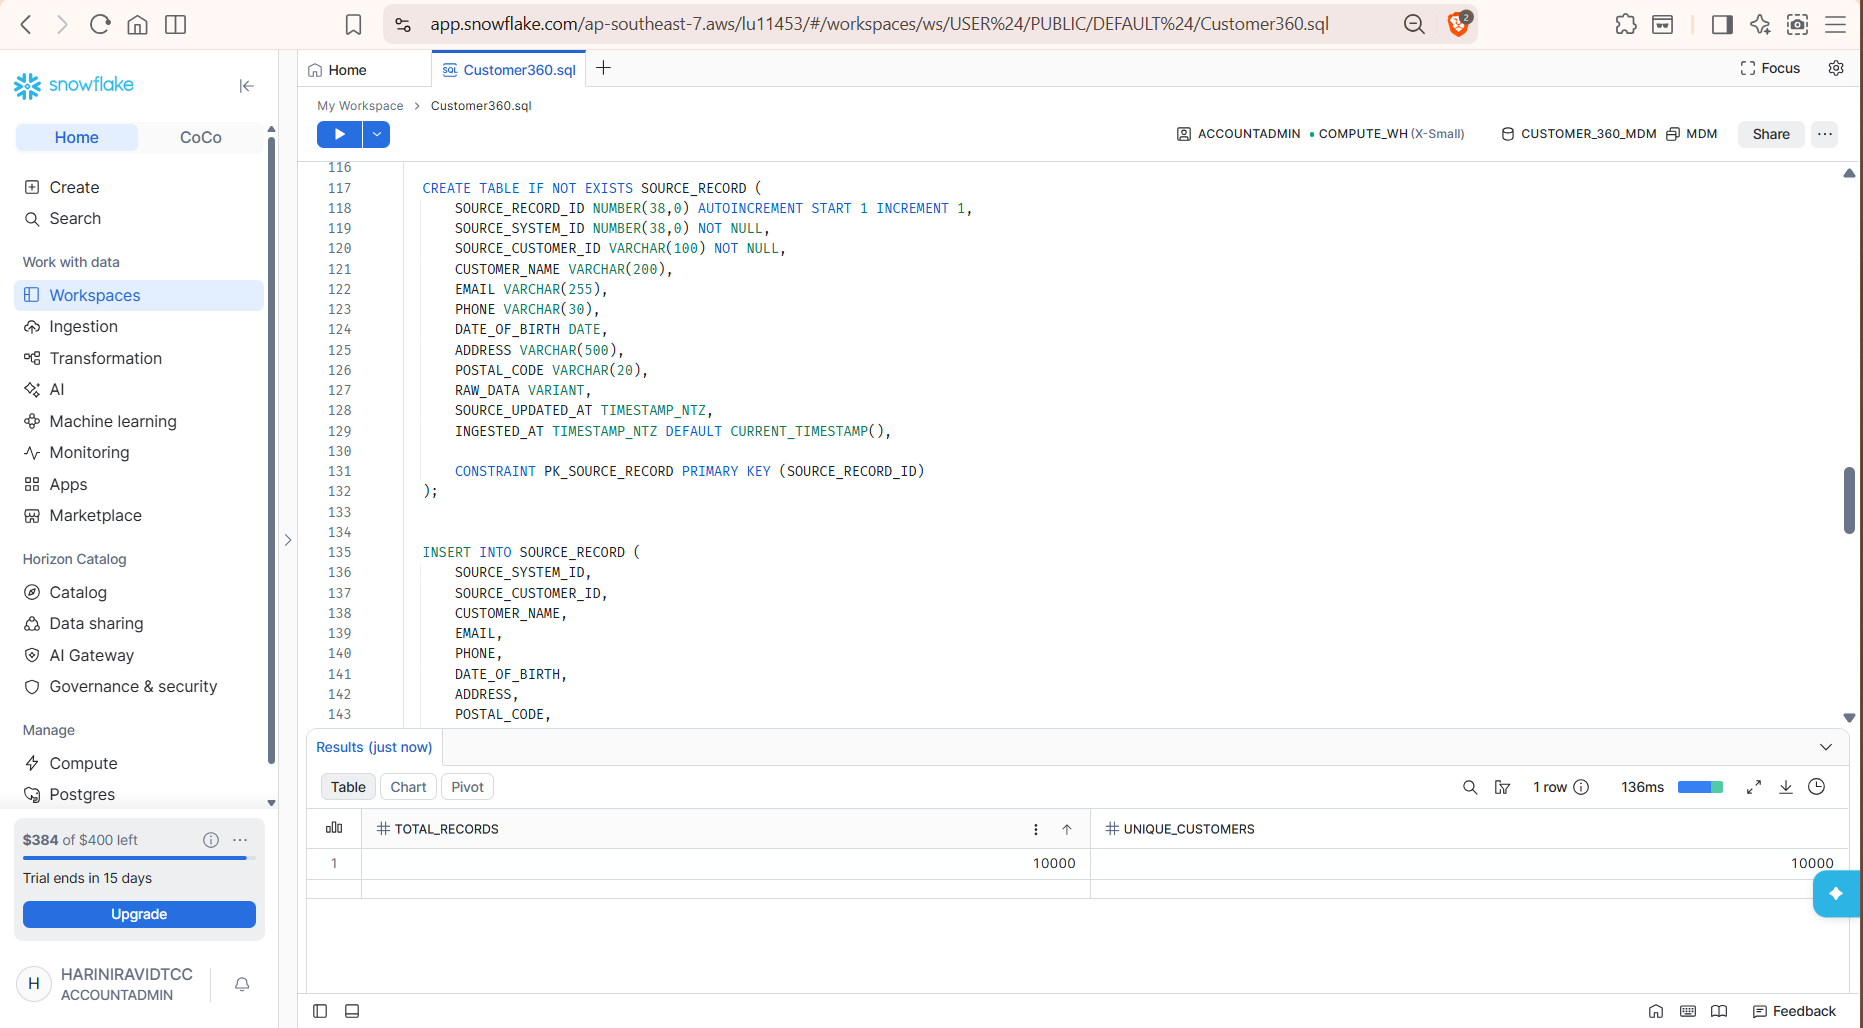 app.snowflake.com/ap-southeast-7.aws/lu11453/#/workspaces/ws/USER%24/PUBLIC/DEFAULT%24/Customer360.sql
2
snowflake
Home
CoCo
Create
Search
Work with data
Workspaces
Ingestion
Transformation
AI
Machine learning
Monitoring
Apps
Marketplace
Horizon Catalog
Catalog
Data sharing
AI Gateway
Governance & security
Manage
Compute
Postgres
$384 of $400 left
Trial ends in 15 days
Upgrade
H
HARINIRAVIDTCC
ACCOUNTADMIN
Home
SQL Customer360.sql
Focus
My Workspace > Customer360.sql
ACCOUNTADMIN • COMPUTE_WH (X-Small)
CUSTOMER_360_MDM
MDM
Share
116
117 CREATE TABLE IF NOT EXISTS SOURCE_RECORD (
118 SOURCE_RECORD_ID NUMBER(38,0) AUTOINCREMENT START 1 INCREMENT 1,
119 SOURCE_SYSTEM_ID NUMBER(38,0) NOT NULL,
120 SOURCE_CUSTOMER_ID VARCHAR(100) NOT NULL,
121 CUSTOMER_NAME VARCHAR(200),
122 EMAIL VARCHAR(255),
123 PHONE VARCHAR(30),
124 DATE_OF_BIRTH DATE,
125 ADDRESS VARCHAR(500),
126 POSTAL_CODE VARCHAR(20),
127 RAW_DATA VARIANT,
128 SOURCE_UPDATED_AT TIMESTAMP_NTZ,
129 INGESTED_AT TIMESTAMP_NTZ DEFAULT CURRENT_TIMESTAMP(),
130
131 CONSTRAINT PK_SOURCE_RECORD PRIMARY KEY (SOURCE_RECORD_ID)
132 );
133
134
135 INSERT INTO SOURCE_RECORD (
136 SOURCE_SYSTEM_ID,
137 SOURCE_CUSTOMER_ID,
138 CUSTOMER_NAME,
139 EMAIL,
140 PHONE,
141 DATE_OF_BIRTH,
142 ADDRESS,
143 POSTAL_CODE,
Results (just now)
Table
Chart
Pivot
1 row
136ms
TOTAL_RECORDS
UNIQUE_CUSTOMERS
1 10000 10000
Feedback